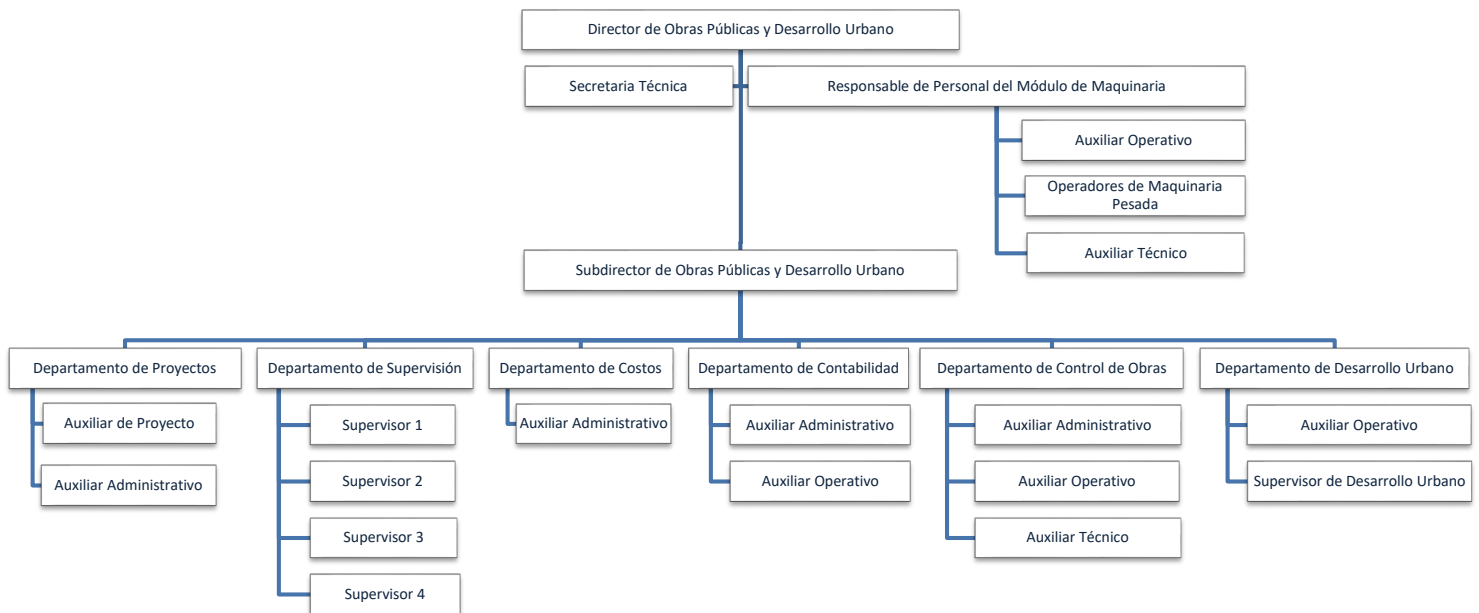 Director de Obras Públicas y Desarrollo Urbano
Secretaria Técnica
Responsable de Personal del Módulo de Maquinaria
Auxiliar Operativo
Operadores de Maquinaria
Pesada
Auxiliar Técnico
Subdirector de Obras Públicas y Desarrollo Urbano
Departamento de Proyectos
Auxiliar de Proyecto
Auxiliar Administrativo
Departamento de Supervisión
Supervisor 1
Supervisor 2
Supervisor 3
Supervisor 4
Departamento de Costos
Auxiliar Administrativo
Departamento de Contabilidad
Auxiliar Administrativo
Auxiliar Operativo
Departamento de Control de Obras
Auxiliar Administrativo
Auxiliar Operativo
Auxiliar Técnico
Departamento de Desarrollo Urbano
Auxiliar Operativo
Supervisor de Desarrollo Urbano